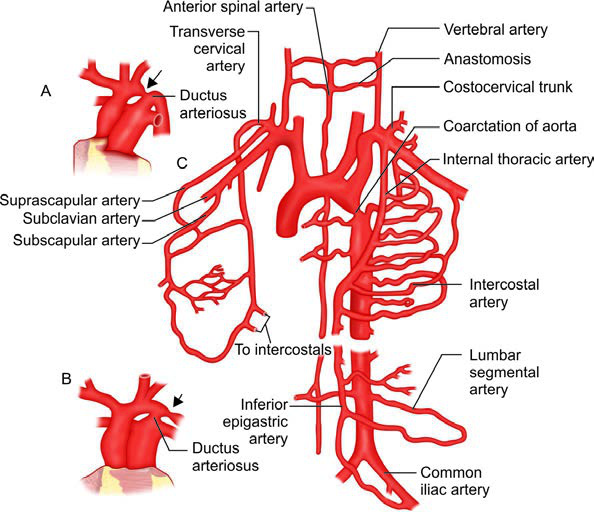 Anterior spinal artery
Transverse
cervical
artery
Vertebral artery
Anastomosis
A
Costocervical trunk
Ductus
arteriosus
Coarctation of aorta
C
Internal thoracic artery
Suprascapular artery
Subclavian artery
Subscapular artery
Intercostal
artery
To intercostals
Lumbar
segmental
artery
B
Inferior
epigastric
artery
Ductus
arteriosus
Common
iliac artery